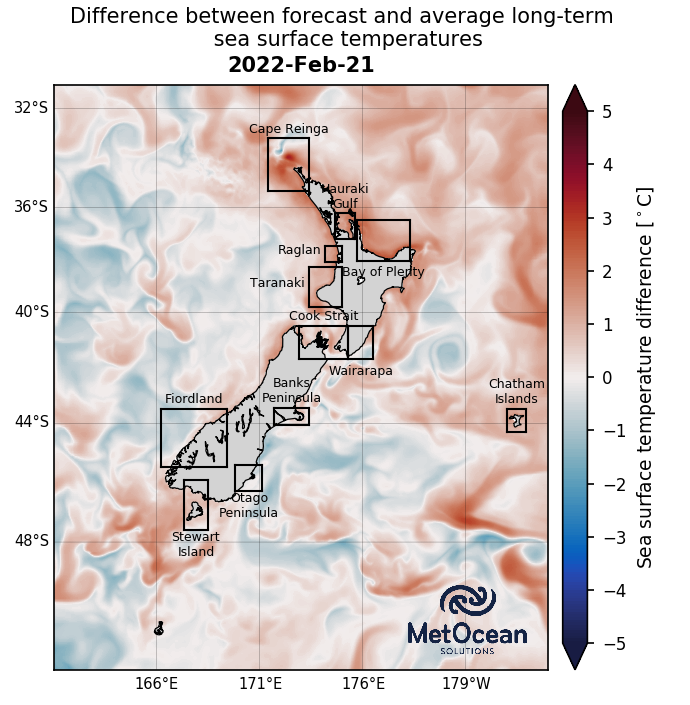 Difference between forecast and average long-term
sea surface temperatures
2022-Feb-21
32°S
36°S
40°S
44°S
48°S
166°E
171°E
176°E
179°W
Cape Reinga
Hauraki
Gulf
Raglan
Bay of Plenty
Taranaki
Cook Strait
Wairarapa
Banks
Peninsula
Fiordland
Chatham
Islands
Otago
Peninsula
Stewart
Island
MetOcean
SOLUTIONS
5
4
3
2
1
0
−1
−2
−3
−4
−5
Sea surface temperature difference [°C]